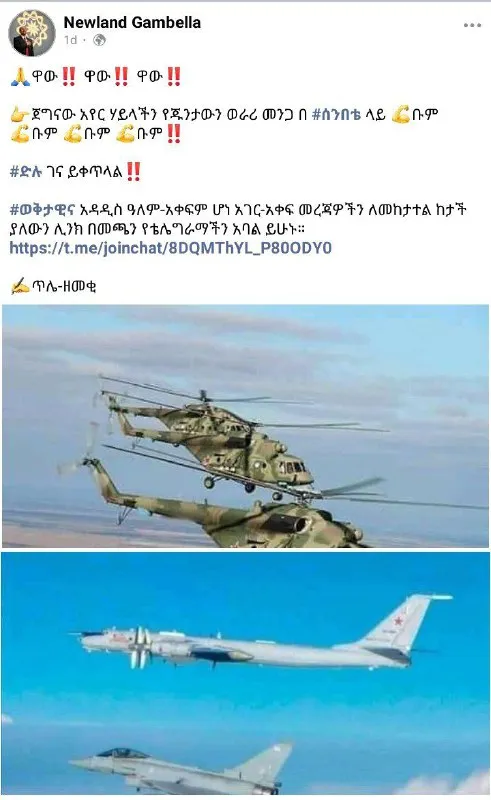 Newland Gambella
1d ·
🙏ዋው‼️ ዋው‼️ ዋው‼️
👉ጀግናው አየር ሃይላችን የጁንታውን ወራሪ መንጋ በ #ሰንበቴ ላይ 💪ቡም
💪ቡም 💪ቡም 💪ቡም‼️
#ድሉ ገና ይቀጥላል‼️
#ወቅታዊና አዳዲስ ዓለም-አቀፍም ሆነ አገር-አቀፍ መረጃዎችን ለመከታተል ከታች
ያለውን ሊንክ በመጫን የቴሌግራማችን አባል ይሁኑ።
https://t.me/joinchat/8DQMThYL_P80ODY0
✍️ጥሌ-ዘመቂ